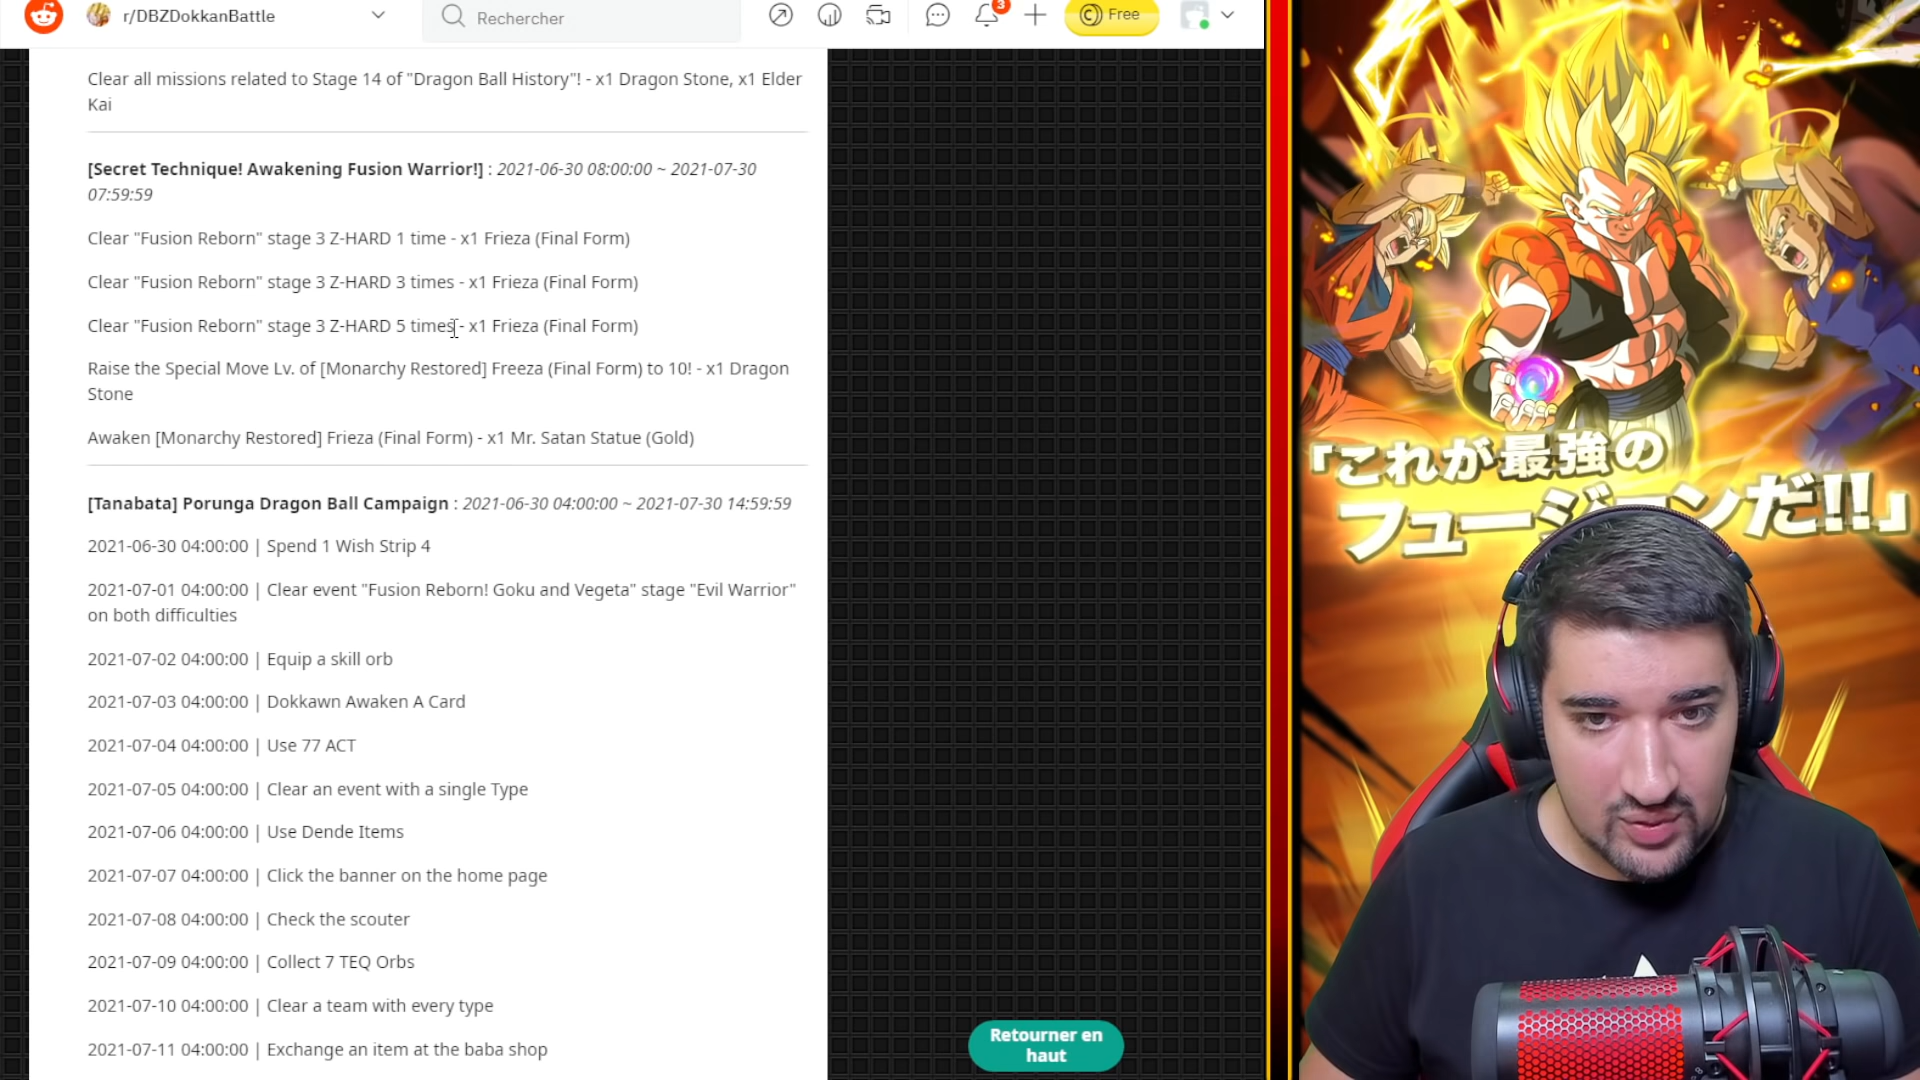 r/DBZDokkanBattle
Rechercher
3
Free
Clear all missions related to Stage 14 of "Dragon Ball History"! - x1 Dragon Stone, x1 Elder
Kai
[Secret Technique! Awakening Fusion Warrior!] : 2021-06-30 08:00:00 ~ 2021-07-30
07:59:59
Clear "Fusion Reborn" stage 3 Z-HARD 1 time - x1 Frieza (Final Form)
Clear "Fusion Reborn" stage 3 Z-HARD 3 times - x1 Frieza (Final Form)
Clear "Fusion Reborn" stage 3 Z-HARD 5 times - x1 Frieza (Final Form)
Raise the Special Move Lv. of [Monarchy Restored] Freeza (Final Form) to 10! - x1 Dragon
Stone
Awaken [Monarchy Restored] Frieza (Final Form) - x1 Mr. Satan Statue (Gold)
[Tanabata] Porunga Dragon Ball Campaign : 2021-06-30 04:00:00 ~ 2021-07-30 14:59:59
2021-06-30 04:00:00 | Spend 1 Wish Strip 4
2021-07-01 04:00:00 | Clear event "Fusion Reborn! Goku and Vegeta" stage "Evil Warrior"
on both difficulties
2021-07-02 04:00:00 | Equip a skill orb
2021-07-03 04:00:00 | Dokkawn Awaken A Card
2021-07-04 04:00:00 | Use 77 ACT
2021-07-05 04:00:00 | Clear an event with a single Type
2021-07-06 04:00:00 | Use Dende Items
2021-07-07 04:00:00 | Click the banner on the home page
2021-07-08 04:00:00 | Check the scouter
2021-07-09 04:00:00 | Collect 7 TEQ Orbs
2021-07-10 04:00:00 | Clear a team with every type
2021-07-11 04:00:00 | Exchange an item at the baba shop
Retourner en
haut
「これが最強の
フュージョンだ!!」